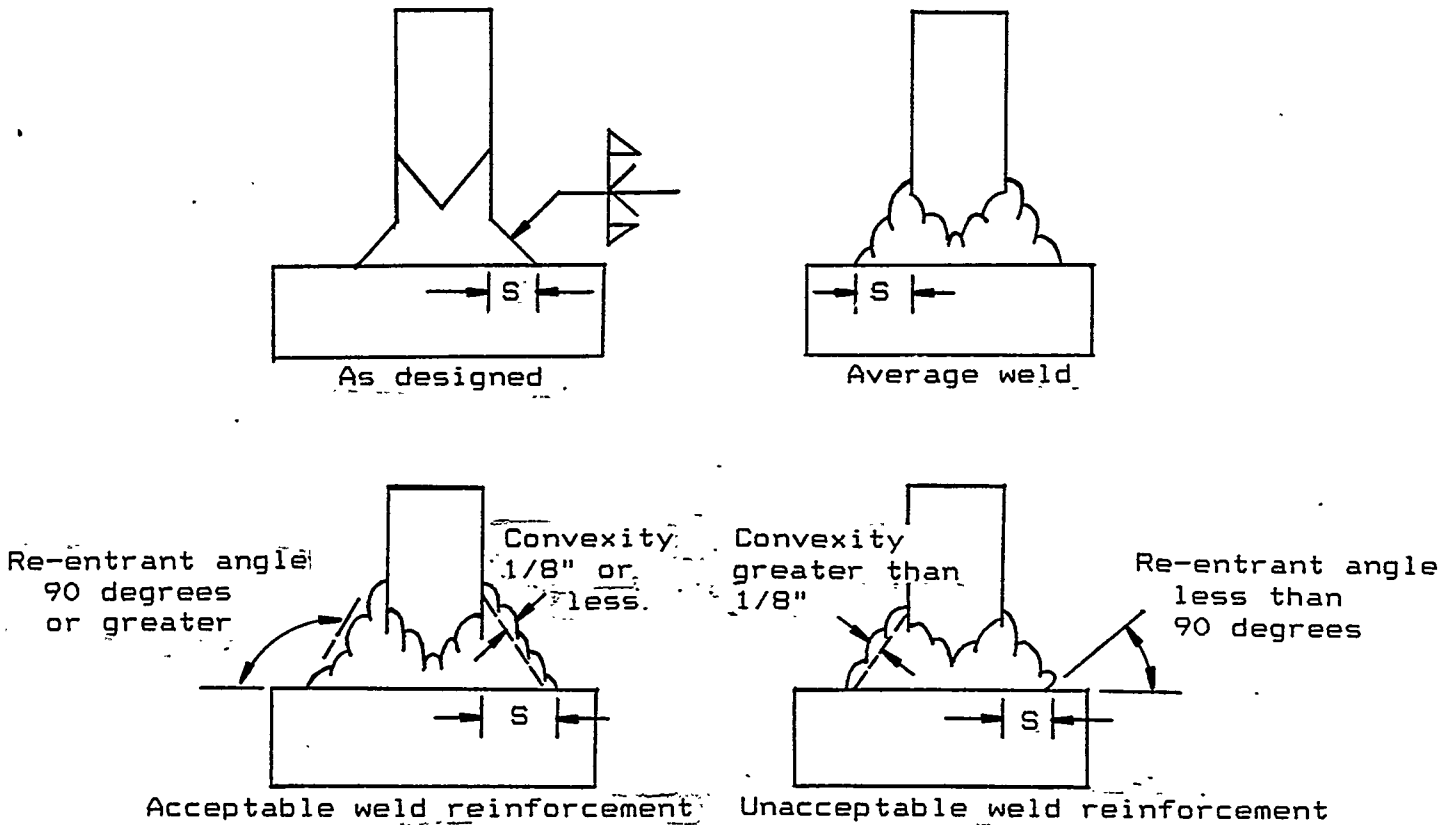 S
S
As designed
Average weld
Re-entrant angle
90 degrees
or greater
Convexity
1/8" or
less.
Convexity
greater than
1/8"
Re-entrant angle
less than
90 degrees
S
S
Acceptable weld reinforcement
Unacceptable weld reinforcement